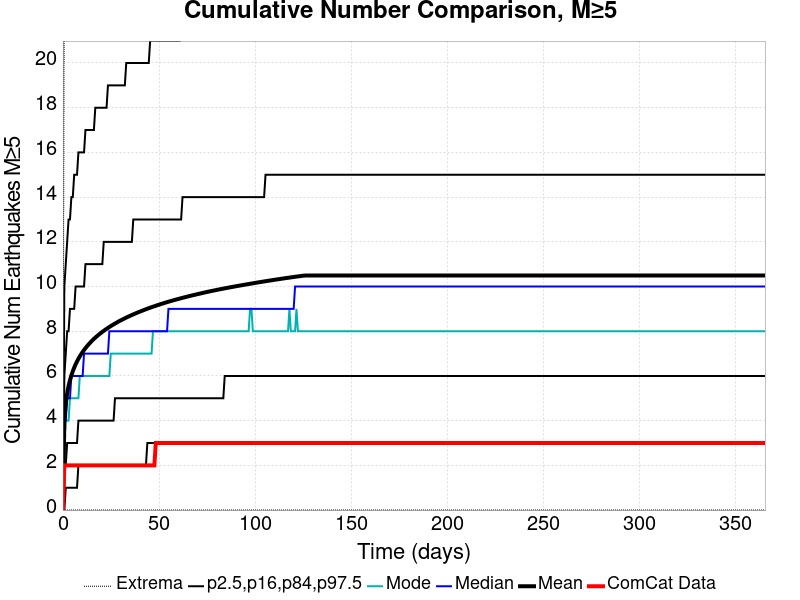 Cumulative Number Comparison, M≥5
Cumulative Num Earthquakes M≥5
20
18
16
14
12
10
8
6
4
2
0
0 50 100 150 200 250 300 350
Time (days)
Extrema p2.5,p16,p84,p97.5 Mode Median Mean ComCat Data